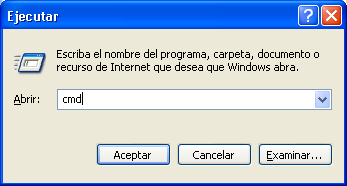 Ejecutar
Escriba el nombre del programa, carpeta, documento o
recurso de Internet que desea que Windows abra.
Abrir: cmd
Aceptar Cancelar Examinar...